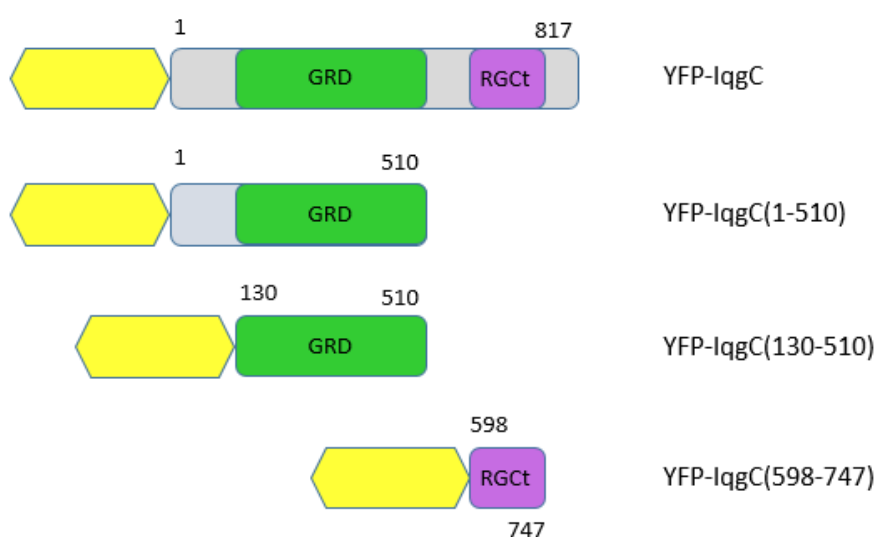 1 817
GRD RGCt YFP-IqgC
1 510
GRD YFP-IqgC(1-510)
130 510
GRD YFP-IqgC(130-510)
598
RGCt YFP-IqgC(598-747)
747